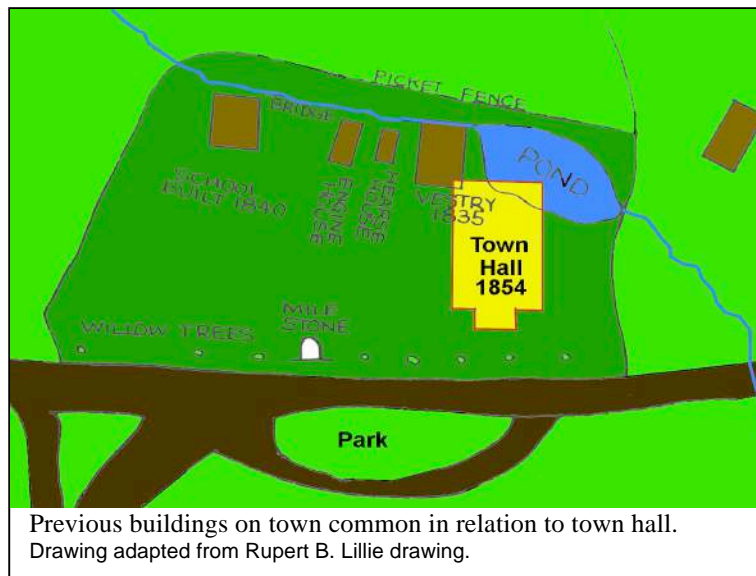 PICKET FENCE
BRIDGE
POND
SCHOOL
BUILT 1840
ENGINE
HOUSE
HEARSE
HOUSE
VESTRY
1835
Town
Hall
1854
MILE
STONE
WILLOW TREES
Park
Previous buildings on town common in relation to town hall.
Drawing adapted from Rupert B. Lillie drawing.